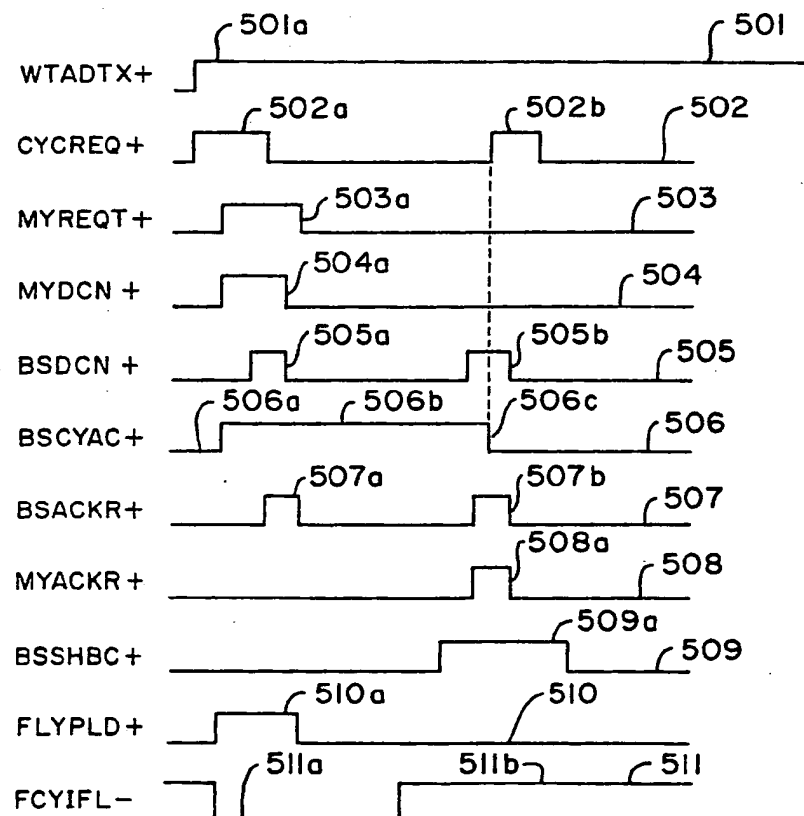 501a 501
WTADTX+
502a 502b 502
CYCREQ+
503a 503
MYREQT+
504a 504
MYDCN +
505a 505b 505
BSDCN +
506a 506b 506c 506
BSCYAC+
507a 507b 507
BSACKR+
508a 508
MYACKR+
509a 509
BSSHBC+
510a 510
FLYPLD+
511a 511b 511
FCYIFL-